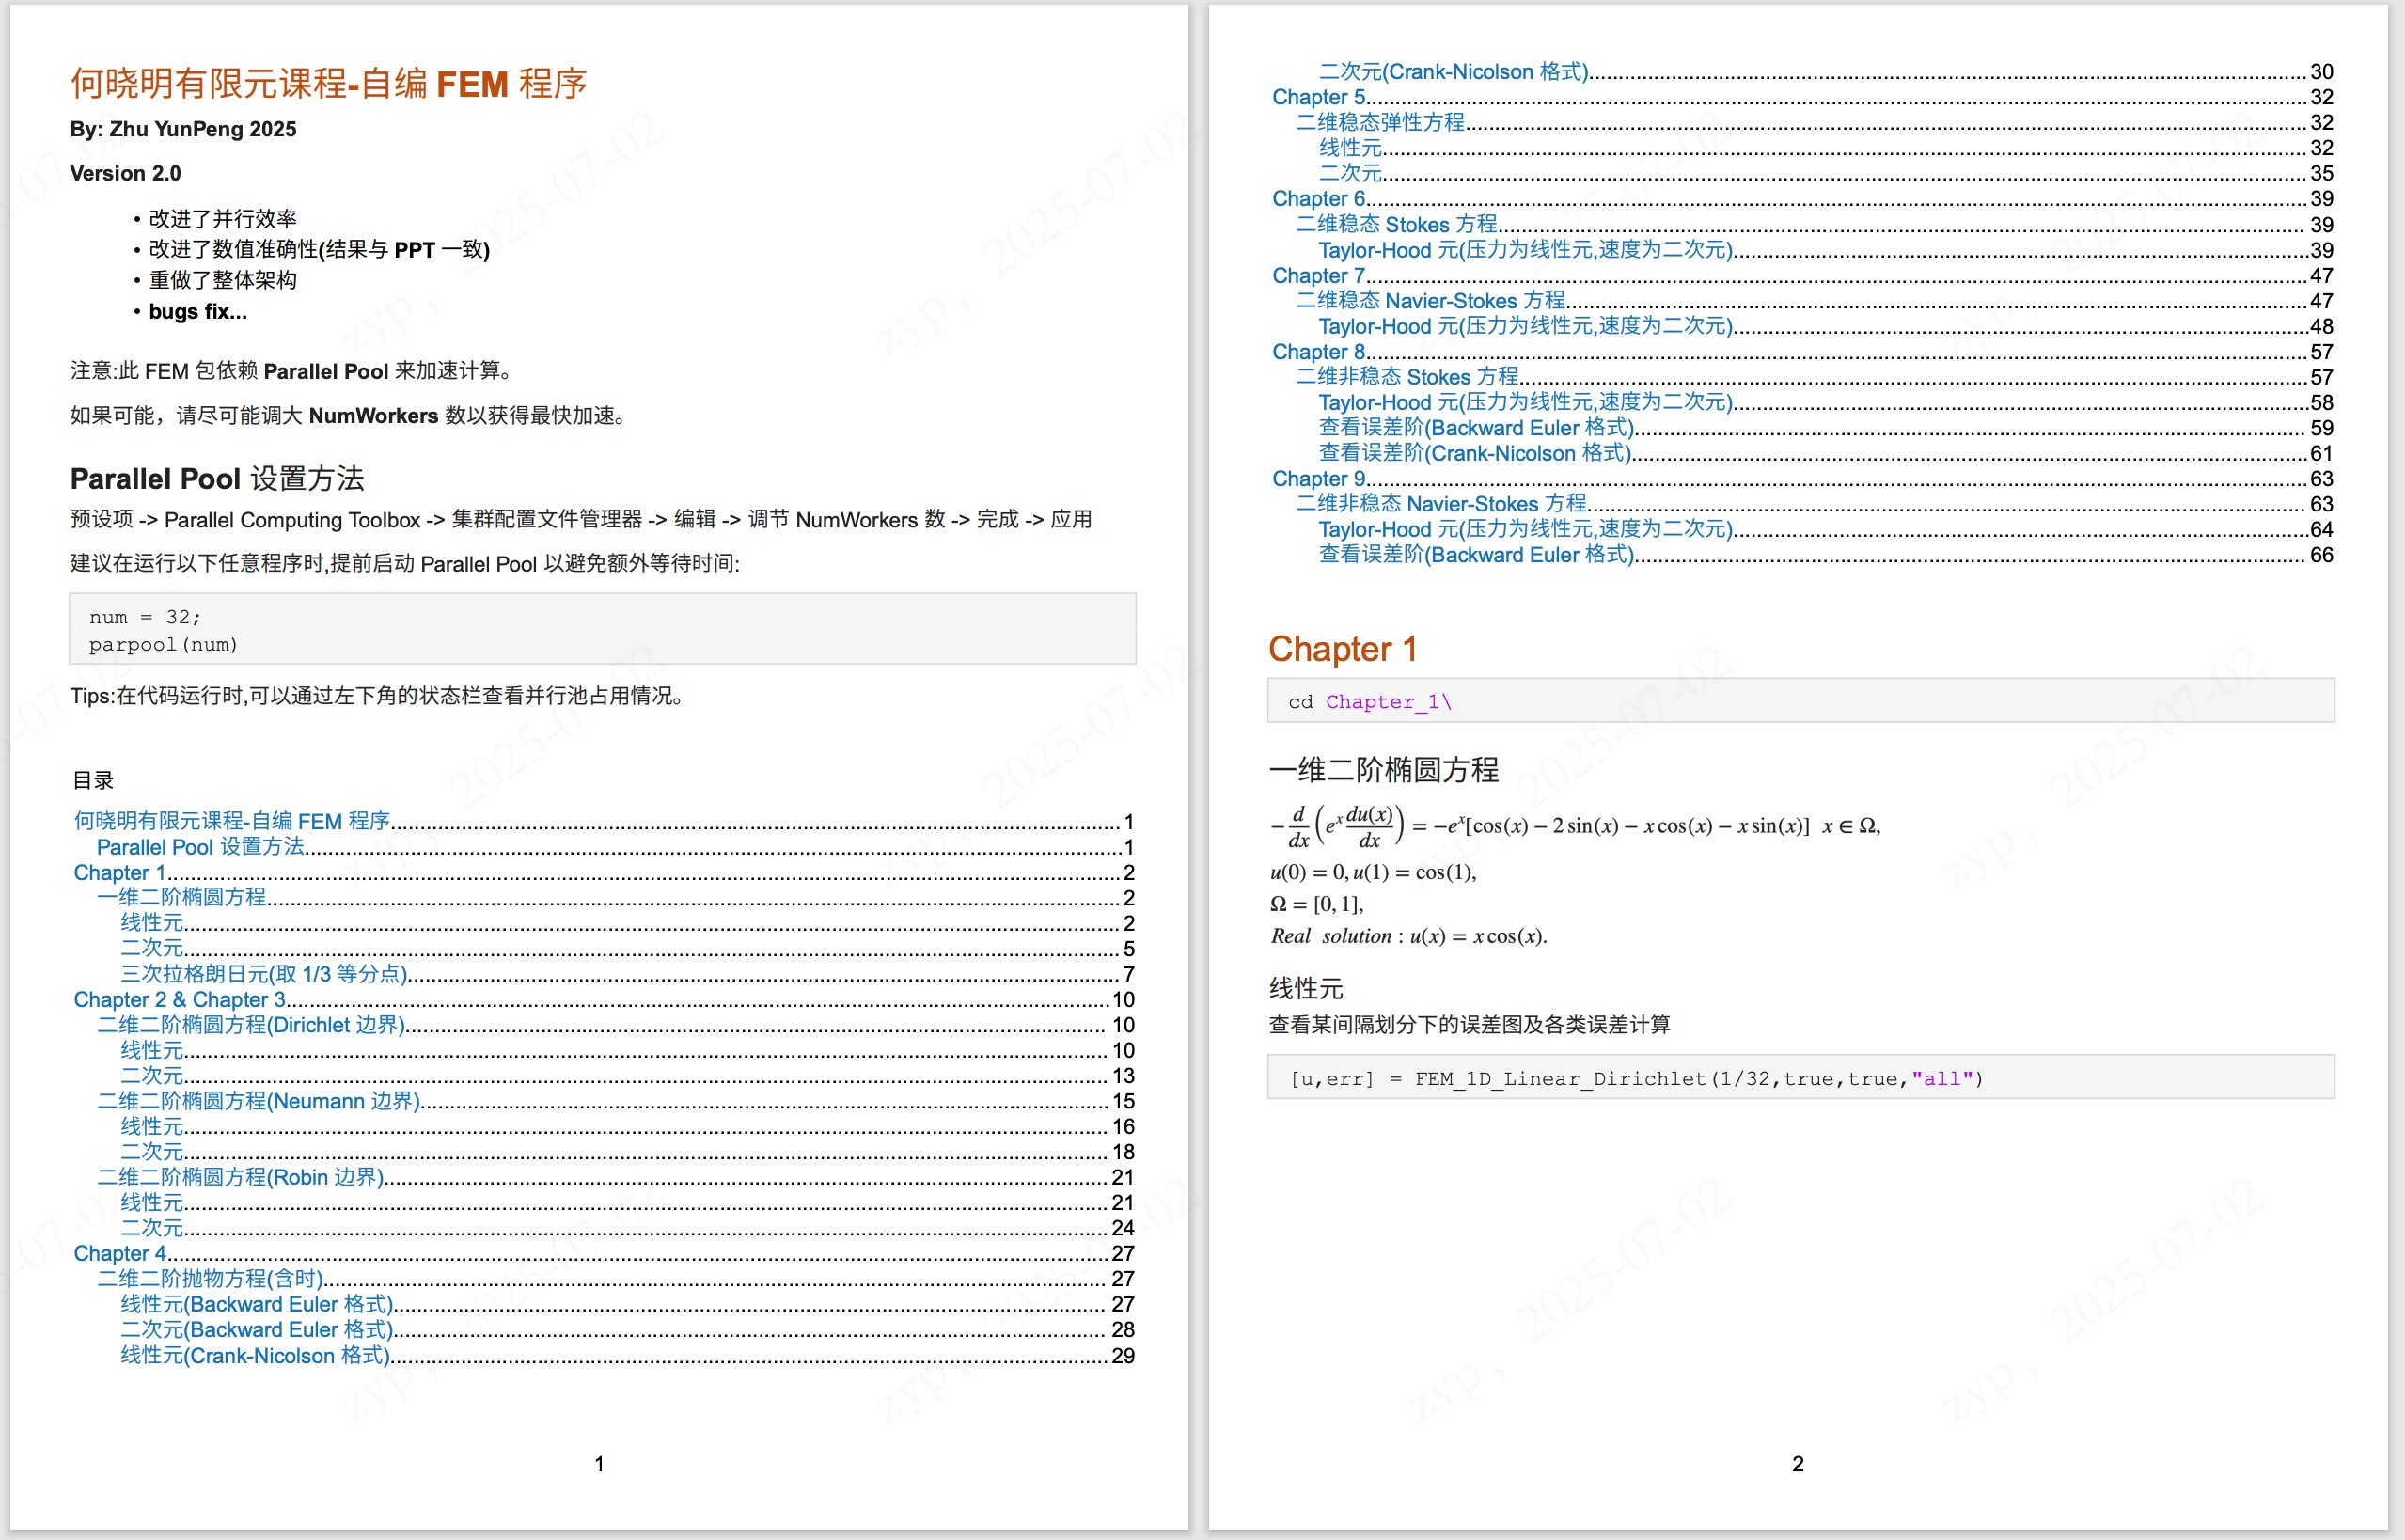 何晓明有限元课程-自编 FEM 程序
By: Zhu YunPeng 2025
Version 2.0
• 改进了并行效率
• 改进了数值准确性(结果与 PPT 一致)
• 重做了整体架构
• bugs fix...
注意:此 FEM 包依赖 Parallel Pool 来加速计算。
如果可能，请尽可能调大 NumWorkers 数以获得最快加速。
Parallel Pool 设置方法
预设项 -> Parallel Computing Toolbox -> 集群配置文件管理器 -> 编辑 -> 调节 NumWorkers 数 -> 完成 -> 应用
建议在运行以下任意程序时,提前启动 Parallel Pool 以避免额外等待时间:
num = 32;
parpool(num)
Tips:在代码运行时,可以通过左下角的状态栏查看并行池占用情况。
目录
何晓明有限元课程-自编 FEM 程序 1
Parallel Pool 设置方法 1
Chapter 1 2
一维二阶椭圆方程 2
线性元 2
二次元 5
三次拉格朗日元(取 1/3 等分点) 7
Chapter 2 & Chapter 3 10
二维二阶椭圆方程(Dirichlet 边界) 10
线性元 10
二次元 13
二维二阶椭圆方程(Neumann 边界) 15
线性元 16
二次元 18
二维二阶椭圆方程(Robin 边界) 21
线性元 21
二次元 24
Chapter 4 27
二维二阶抛物方程(含时) 27
线性元(Backward Euler 格式) 27
二次元(Backward Euler 格式) 28
线性元(Crank-Nicolson 格式) 29
1
二次元(Crank-Nicolson 格式) 30
Chapter 5 32
二维稳态弹性方程 32
线性元 32
二次元 35
Chapter 6 39
二维稳态 Stokes 方程 39
Taylor-Hood 元(压力为线性元,速度为二次元) 39
Chapter 7 47
二维稳态 Navier-Stokes 方程 47
Taylor-Hood 元(压力为线性元,速度为二次元) 48
Chapter 8 57
二维非稳态 Stokes 方程 57
Taylor-Hood 元(压力为线性元,速度为二次元) 58
查看误差阶(Backward Euler 格式) 59
查看误差阶(Crank-Nicolson 格式) 61
Chapter 9 63
二维非稳态 Navier-Stokes 方程 63
Taylor-Hood 元(压力为线性元,速度为二次元) 64
查看误差阶(Backward Euler 格式) 66
Chapter 1
cd Chapter_1\
一维二阶椭圆方程
−d/dx(eˣ du(x)/dx) = −eˣ[cos(x) − 2 sin(x) − x cos(x) − x sin(x)] x ∈ Ω,
u(0) = 0, u(1) = cos(1),
Ω = [0, 1],
Real solution : u(x) = x cos(x).
线性元
查看某间隔划分下的误差图及各类误差计算
[u,err] = FEM_1D_Linear_Dirichlet(1/32,true,true,"all")
2
zyp, 2025-07-02